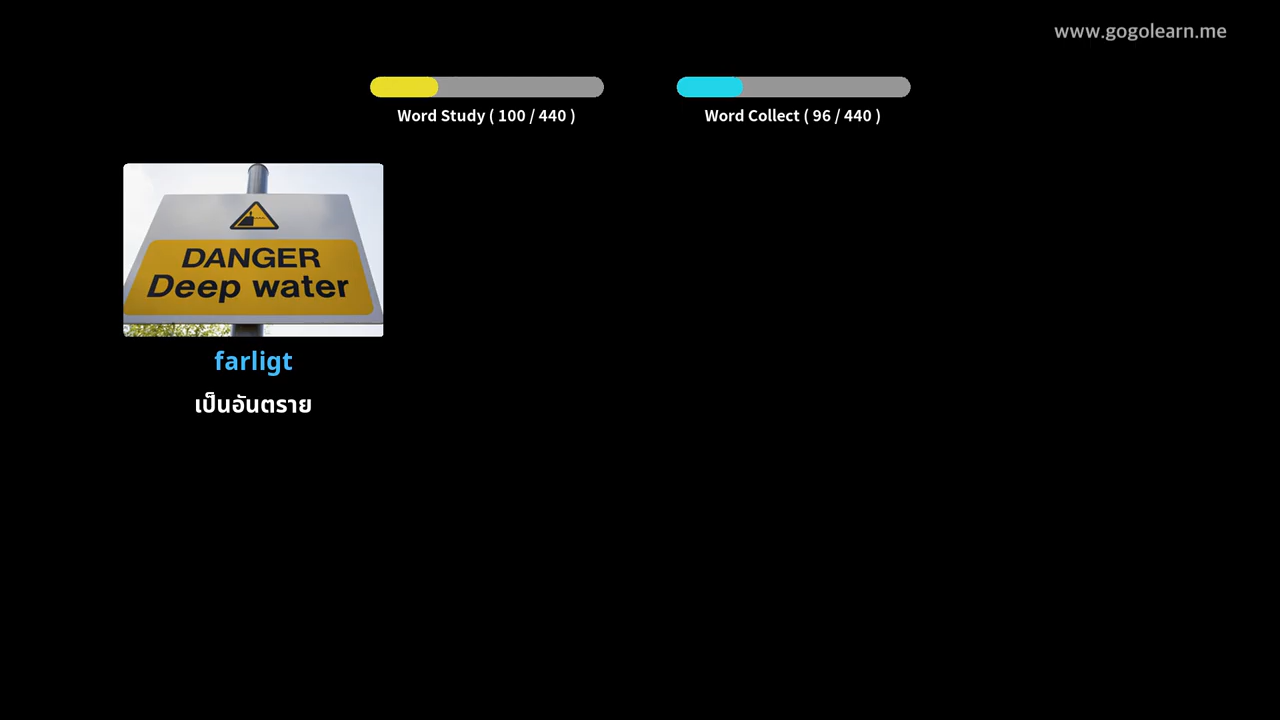 www.gogolearn.me
Word Study ( 100 / 440 )
Word Collect ( 96 / 440 )
DANGER
Deep water
farligt
เป็นอันตราย